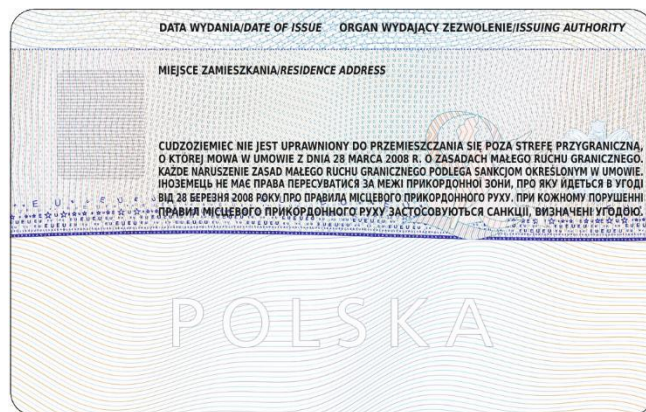 DATA WYDANIA/DATE OF ISSUE ORGAN WYDAJĄCY ZEZWOLENIE/ISSUING AUTHORITY
MIEJSCE ZAMIESZKANIA/RESIDENCE ADDRESS
CUDZOZIEMIEC NIE JEST UPRAWNIONY DO PRZEMIESZCZANIA SIĘ POZA STREFĘ PRZYGRANICZNĄ,
O KTÓREJ MOWA W UMOWIE Z DNIA 28 MARCA 2008 R. O ZASADACH MAŁEGO RUCHU GRANICZNEGO.
KAŻDE NARUSZENIE ZASAD MAŁEGO RUCHU GRANICZNEGO PODLEGA SANKCJOM OKREŚLONYM W UMOWIE.
ІНОЗЕМЕЦЬ НЕ МАЄ ПРАВА ПЕРЕСУВАТИСЯ ЗА МЕЖІ ПРИКОРДОННОЇ ЗОНИ, ПРО ЯКУ ЙДЕТЬСЯ В УГОДІ
ВІД 28 БЕРЕЗНЯ 2008 РОКУ ПРО ПРАВИЛА МІСЦЕВОГО ПРИКОРДОННОГО РУХУ. ПРИ КОЖНОМУ ПОРУШЕННІ
ПРАВИЛ МІСЦЕВОГО ПРИКОРДОННОГО РУХУ ЗАСТОСОВУЮТЬСЯ САНКЦІЇ, ВИЗНАЧЕНІ УГОДОЮ.
POLSKA